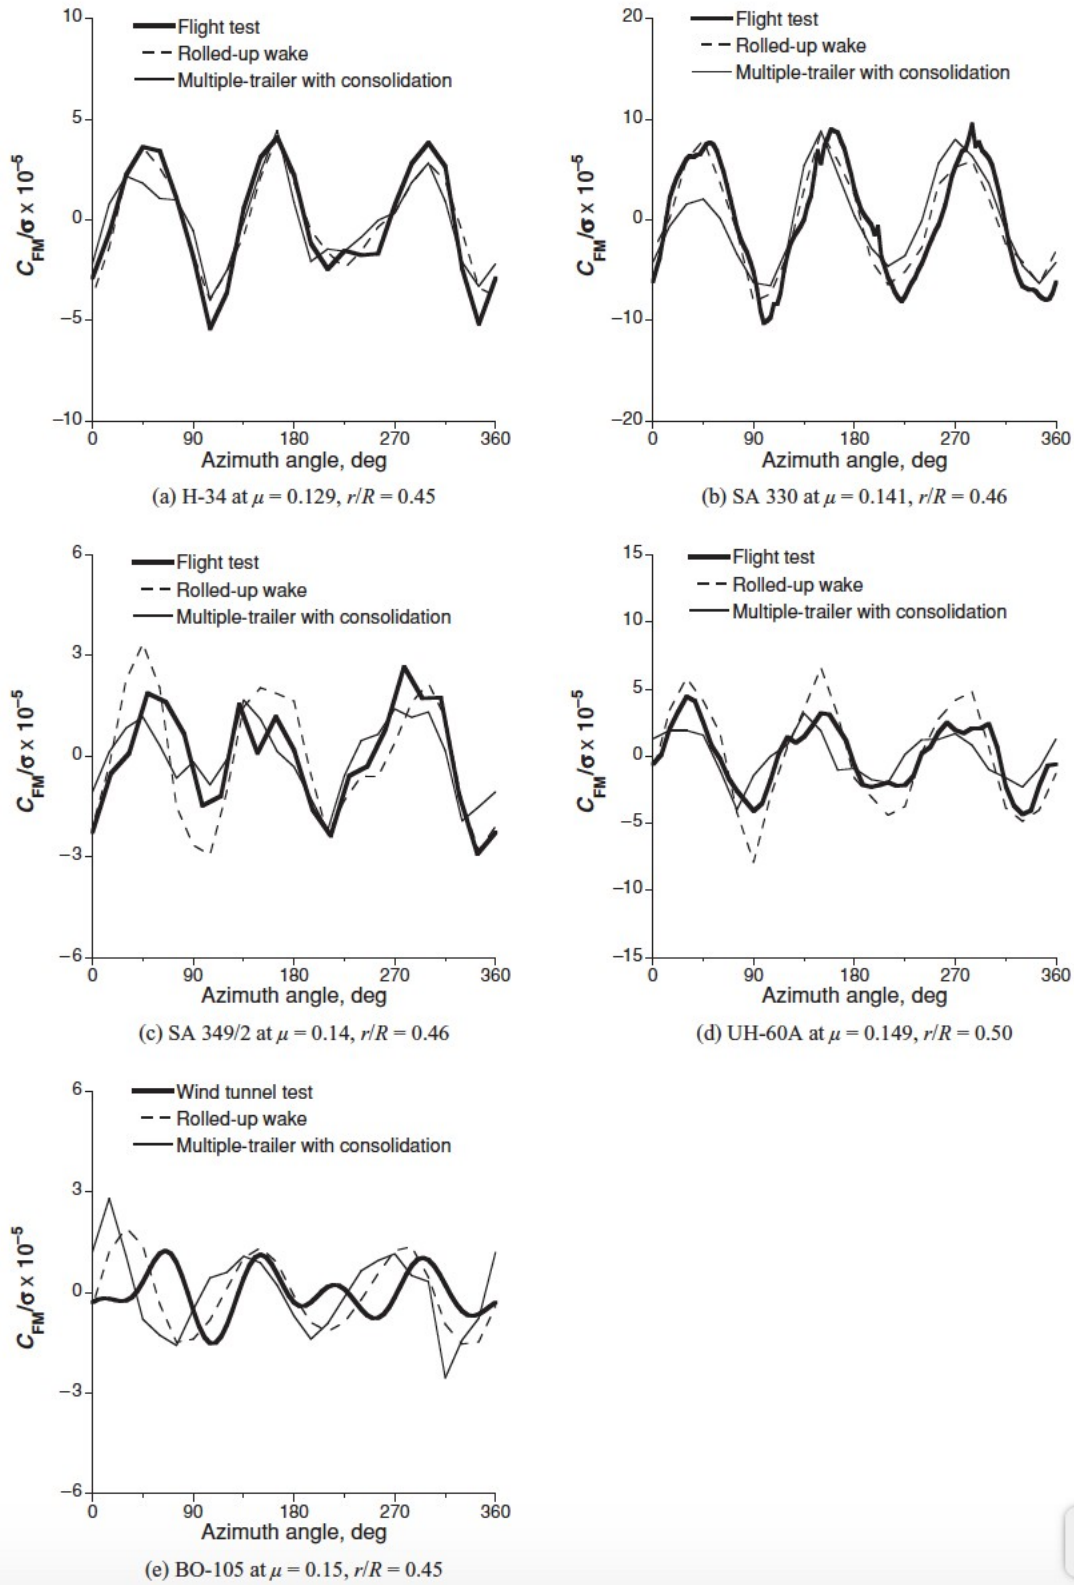 10
Flight test
Rolled-up wake
Multiple-trailer with consolidation
5
0
−5
−10
C_FM/σ x 10^−5
0 90 180 270 360
Azimuth angle, deg
(a) H-34 at μ = 0.129, r/R = 0.45
20
Flight test
Rolled-up wake
Multiple-trailer with consolidation
10
0
−10
−20
C_FM/σ x 10^−5
0 90 180 270 360
Azimuth angle, deg
(b) SA 330 at μ = 0.141, r/R = 0.46
6
Flight test
Rolled-up wake
Multiple-trailer with consolidation
3
0
−3
−6
C_FM/σ x 10^−5
0 90 180 270 360
Azimuth angle, deg
(c) SA 349/2 at μ = 0.14, r/R = 0.46
15
Flight test
Rolled-up wake
Multiple-trailer with consolidation
10
5
0
−5
−10
−15
C_FM/σ x 10^−5
0 90 180 270 360
Azimuth angle, deg
(d) UH-60A at μ = 0.149, r/R = 0.50
6
Wind tunnel test
Rolled-up wake
Multiple-trailer with consolidation
3
0
−3
−6
C_FM/σ x 10^−5
0 90 180 270 360
Azimuth angle, deg
(e) BO-105 at μ = 0.15, r/R = 0.45